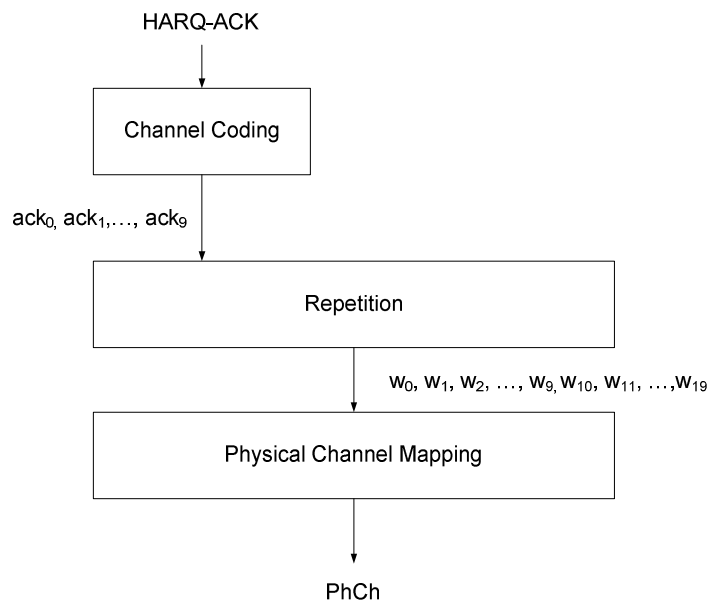 HARQ-ACK
Channel Coding
ack₀, ack₁,…, ack₉
Repetition
w₀, w₁, w₂, …, w₉, w₁₀, w₁₁, …,w₁₉
Physical Channel Mapping
PhCh